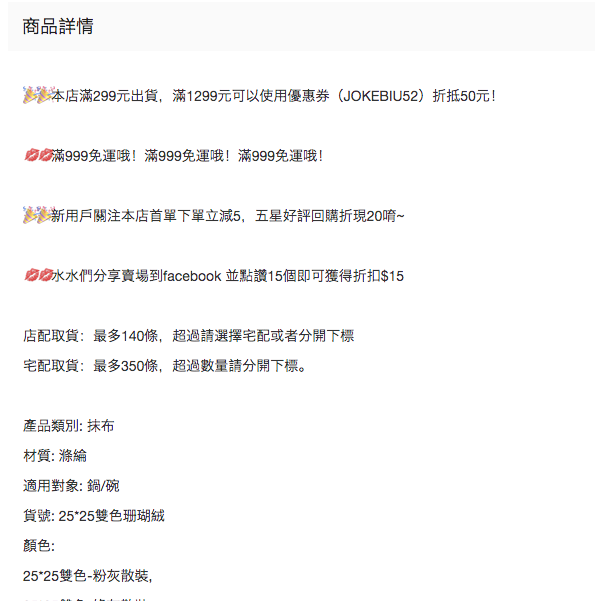 商品詳情
🎉🎉本店滿299元出貨，滿1299元可以使用優惠券（JOKEBIU52）折抵50元！
💋💋滿999免運哦！滿999免運哦！滿999免運哦！
🎉🎉新用戶關注本店首單下單立減5，五星好評回購折現20唷~
💋💋水水們分享賣場到facebook 並點讚15個即可獲得折扣$15
店配取貨：最多140條，超過請選擇宅配或者分開下標
宅配取貨：最多350條，超過數量請分開下標。
產品類別: 抹布
材質: 滌綸
適用對象: 鍋/碗
貨號: 25*25雙色珊瑚絨
顏色:
25*25雙色-粉灰散裝,